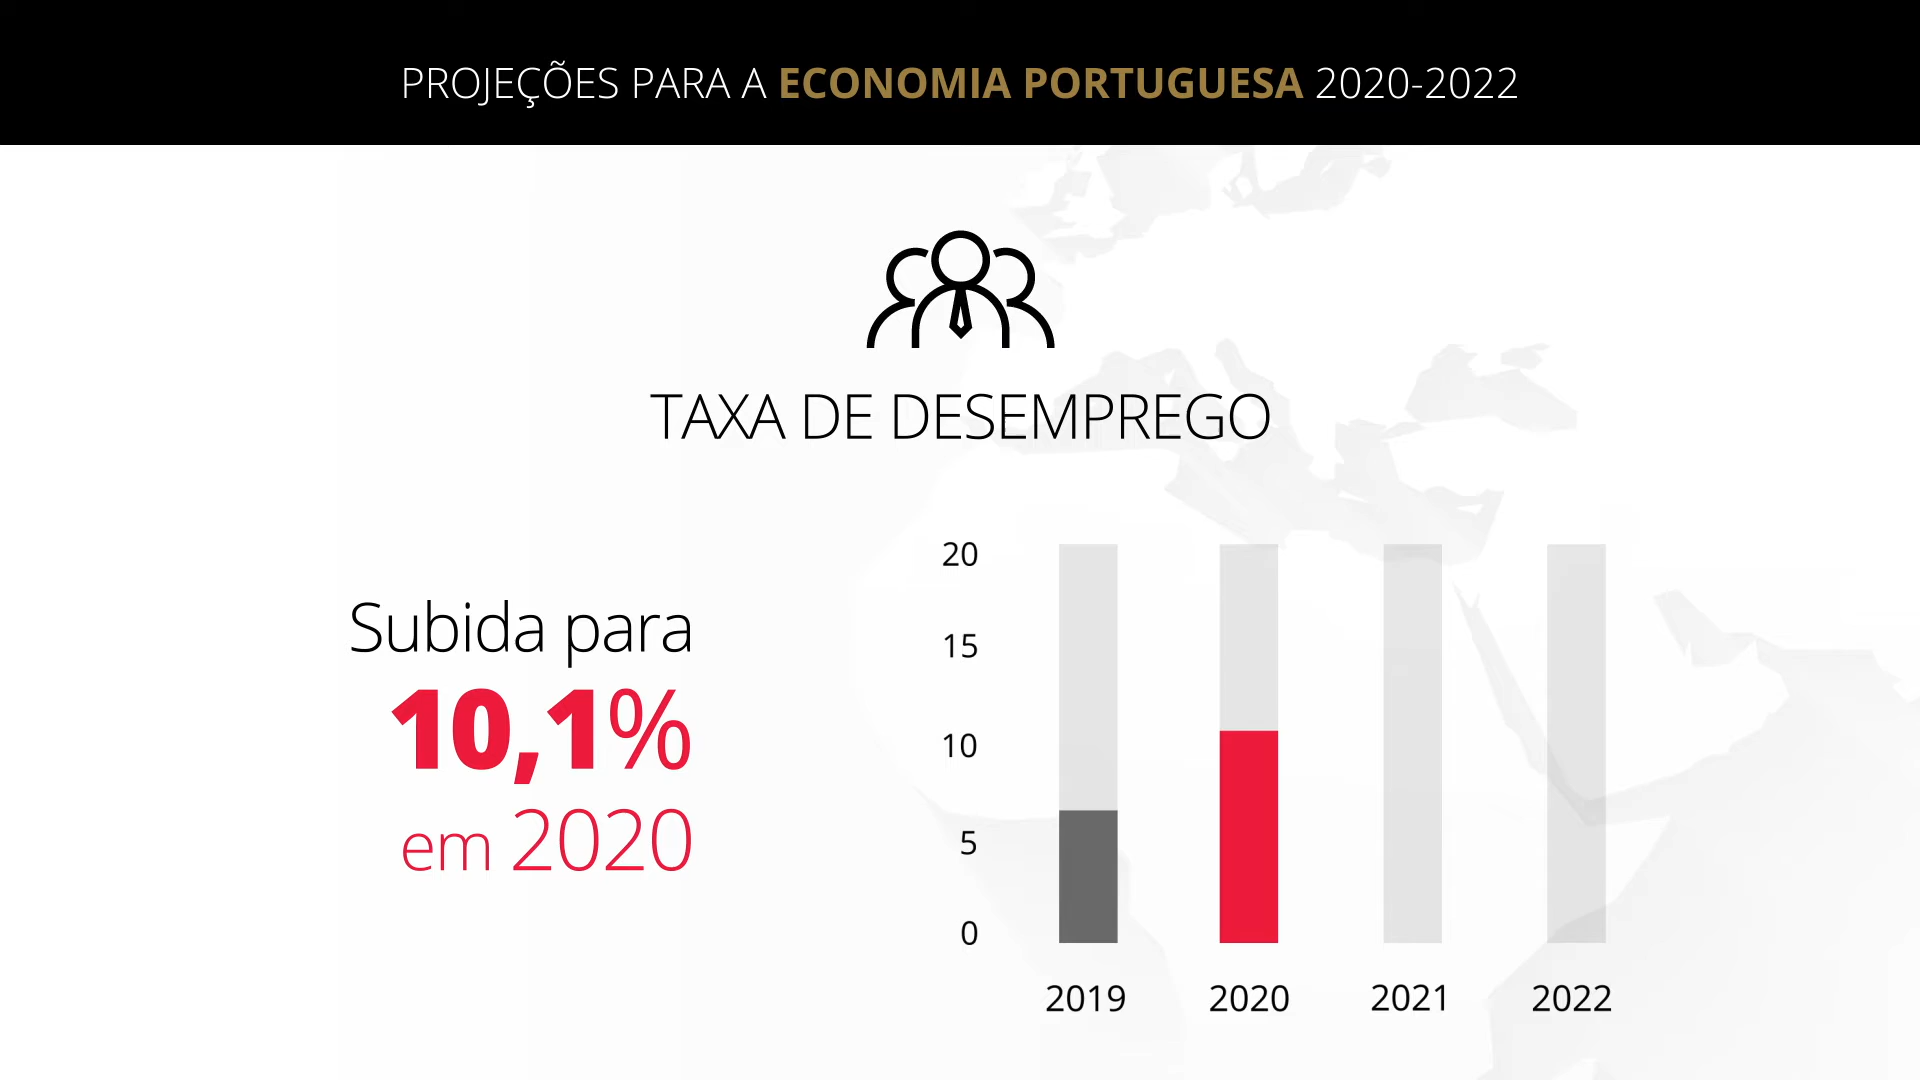 PROJEÇÕES PARA A ECONOMIA PORTUGUESA 2020-2022
TAXA DE DESEMPREGO
Subida para
10,1%
em 2020
20
15
10
5
0
2019 2020 2021 2022